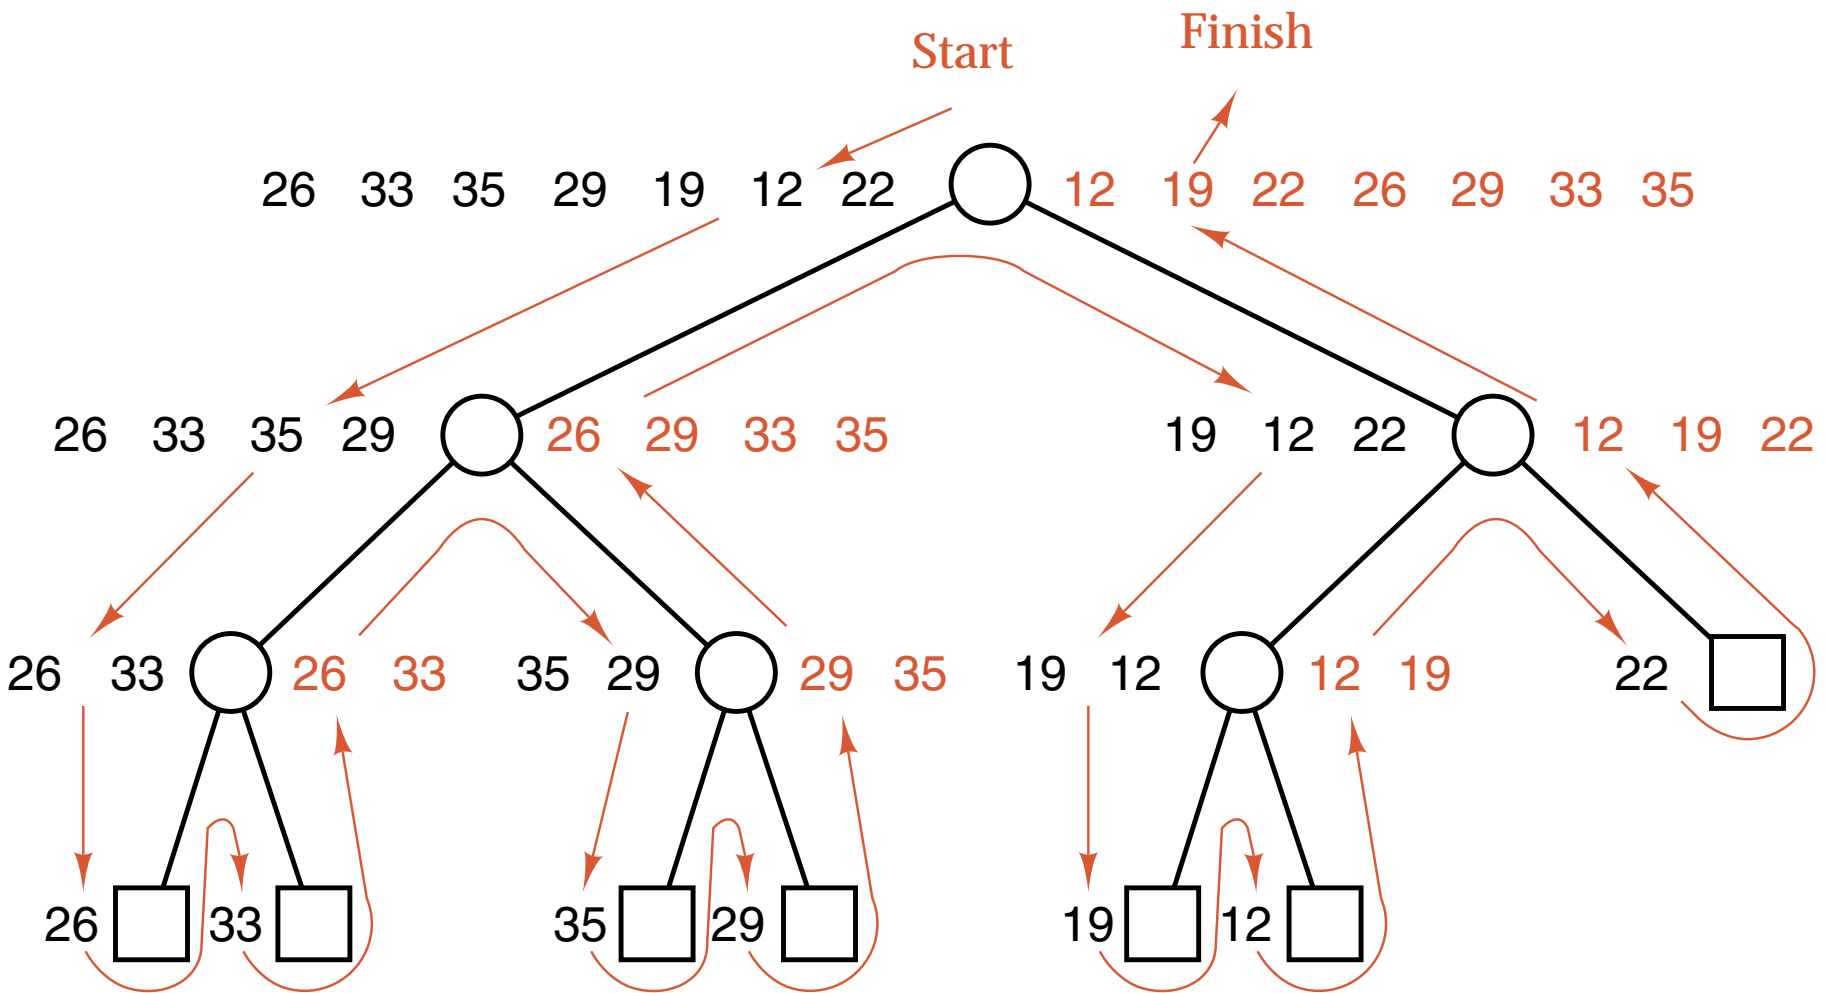 Start Finish
26 33 35 29 19 12 22 12 19 22 26 29 33 35
26 33 35 29 26 29 33 35 19 12 22 12 19 22
26 33 26 33 35 29 29 35 19 12 12 19 22
26 33 35 29 19 12